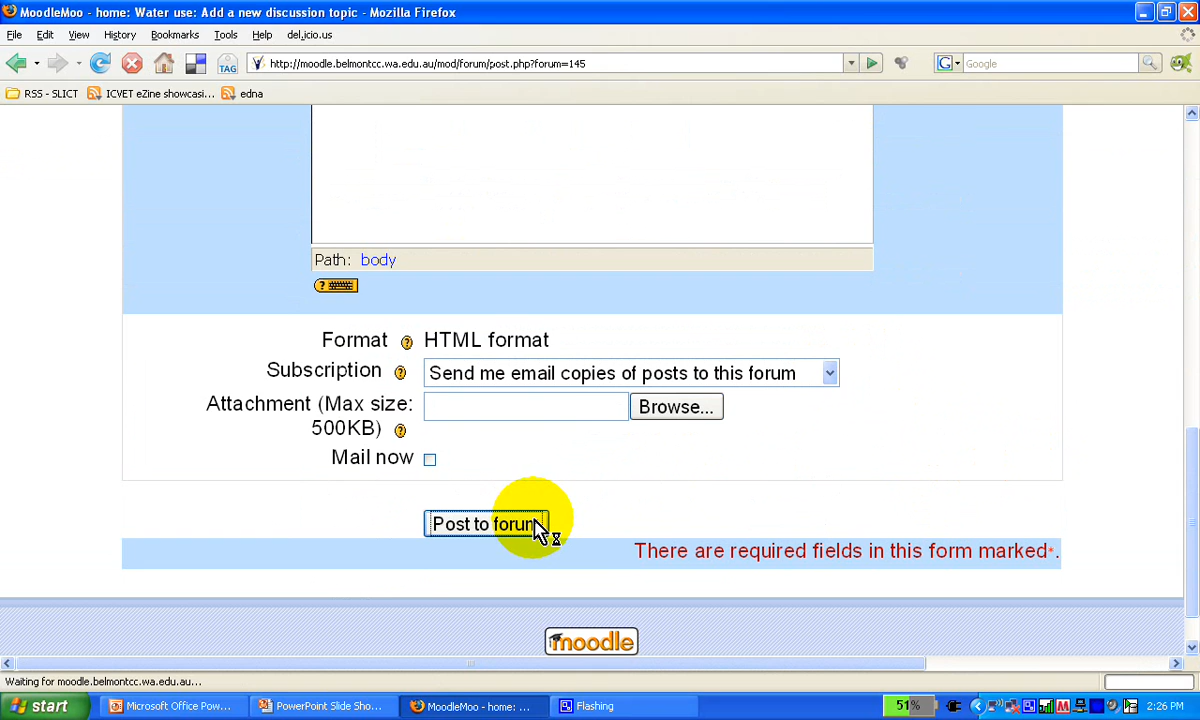 MoodleMoo - home: Water use: Add a new discussion topic - Mozilla Firefox
File Edit View History Bookmarks Tools Help del.icio.us
TAG http://moodle.belmontcc.wa.edu.au/mod/forum/post.php?forum=145 G Google
RSS - SLICT ICVET eZine showcasi... edna
Path: body
?
Format ? HTML format
Subscription ? Send me email copies of posts to this forum
Attachment (Max size: Browse...
500KB) ?
Mail now
Post to forum
There are required fields in this form marked*.
moodle
Waiting for moodle.belmontcc.wa.edu.au...
start Microsoft Office Pow... PowerPoint Slide Sho... MoodleMoo - home: ... Flashing 51% 2:26 PM